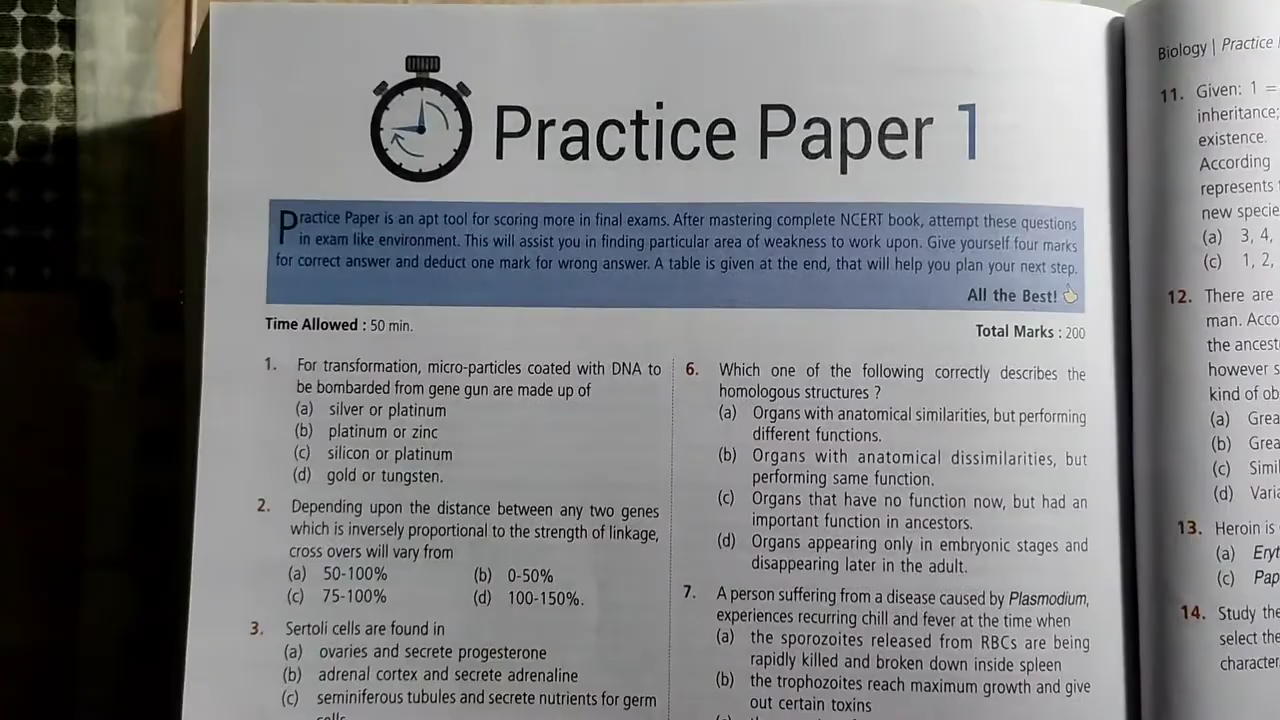 Practice Paper 1
Practice Paper is an apt tool for scoring more in final exams. After mastering complete NCERT book, attempt these questions
in exam like environment. This will assist you in finding particular area of weakness to work upon. Give yourself four marks
for correct answer and deduct one mark for wrong answer. A table is given at the end, that will help you plan your next step.
All the Best!
Time Allowed : 50 min.
Total Marks : 200
1. For transformation, micro-particles coated with DNA to
be bombarded from gene gun are made up of
(a) silver or platinum
(b) platinum or zinc
(c) silicon or platinum
(d) gold or tungsten.
2. Depending upon the distance between any two genes
which is inversely proportional to the strength of linkage,
cross overs will vary from
(a) 50-100% (b) 0-50%
(c) 75-100% (d) 100-150%.
3. Sertoli cells are found in
(a) ovaries and secrete progesterone
(b) adrenal cortex and secrete adrenaline
(c) seminiferous tubules and secrete nutrients for germ
cells
6. Which one of the following correctly describes the
homologous structures ?
(a) Organs with anatomical similarities, but performing
different functions.
(b) Organs with anatomical dissimilarities, but
performing same function.
(c) Organs that have no function now, but had an
important function in ancestors.
(d) Organs appearing only in embryonic stages and
disappearing later in the adult.
7. A person suffering from a disease caused by Plasmodium,
experiences recurring chill and fever at the time when
(a) the sporozoites released from RBCs are being
rapidly killed and broken down inside spleen
(b) the trophozoites reach maximum growth and give
out certain toxins
Biology | Practice
11. Given: 1 =
inheritance;
existence.
According
represents
new specie
(a) 3, 4,
(c) 1, 2,
12. There are
man. Acco
the ancest
however s
kind of ob
(a) Grea
(b) Grea
(c) Simil
(d) Varia
13. Heroin is
(a) Eryt
(c) Pap
14. Study the
select the
character